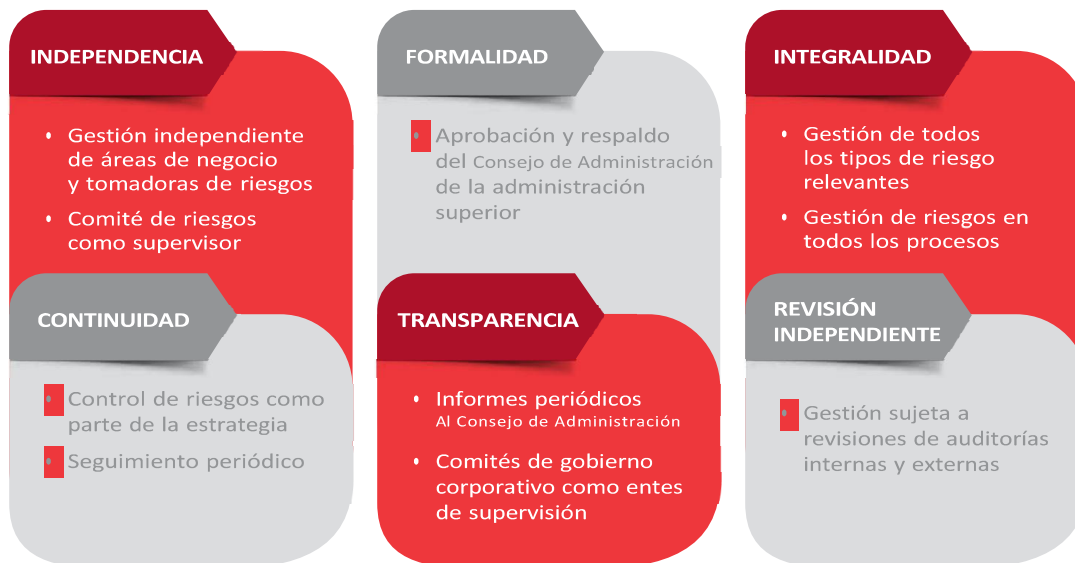 INDEPENDENCIA
• Gestión independiente
de áreas de negocio
y tomadoras de riesgos
• Comité de riesgos
como supervisor
FORMALIDAD
• Aprobación y respaldo
del Consejo de Administración
de la administración
superior
INTEGRALIDAD
• Gestión de todos
los tipos de riesgo
relevantes
• Gestión de riesgos en
todos los procesos
CONTINUIDAD
• Control de riesgos como
parte de la estrategia
• Seguimiento periódico
TRANSPARENCIA
• Informes periódicos
Al Consejo de Administración
• Comités de gobierno
corporativo como entes
de supervisión
REVISIÓN
INDEPENDIENTE
• Gestión sujeta a
revisiones de auditorías
internas y externas